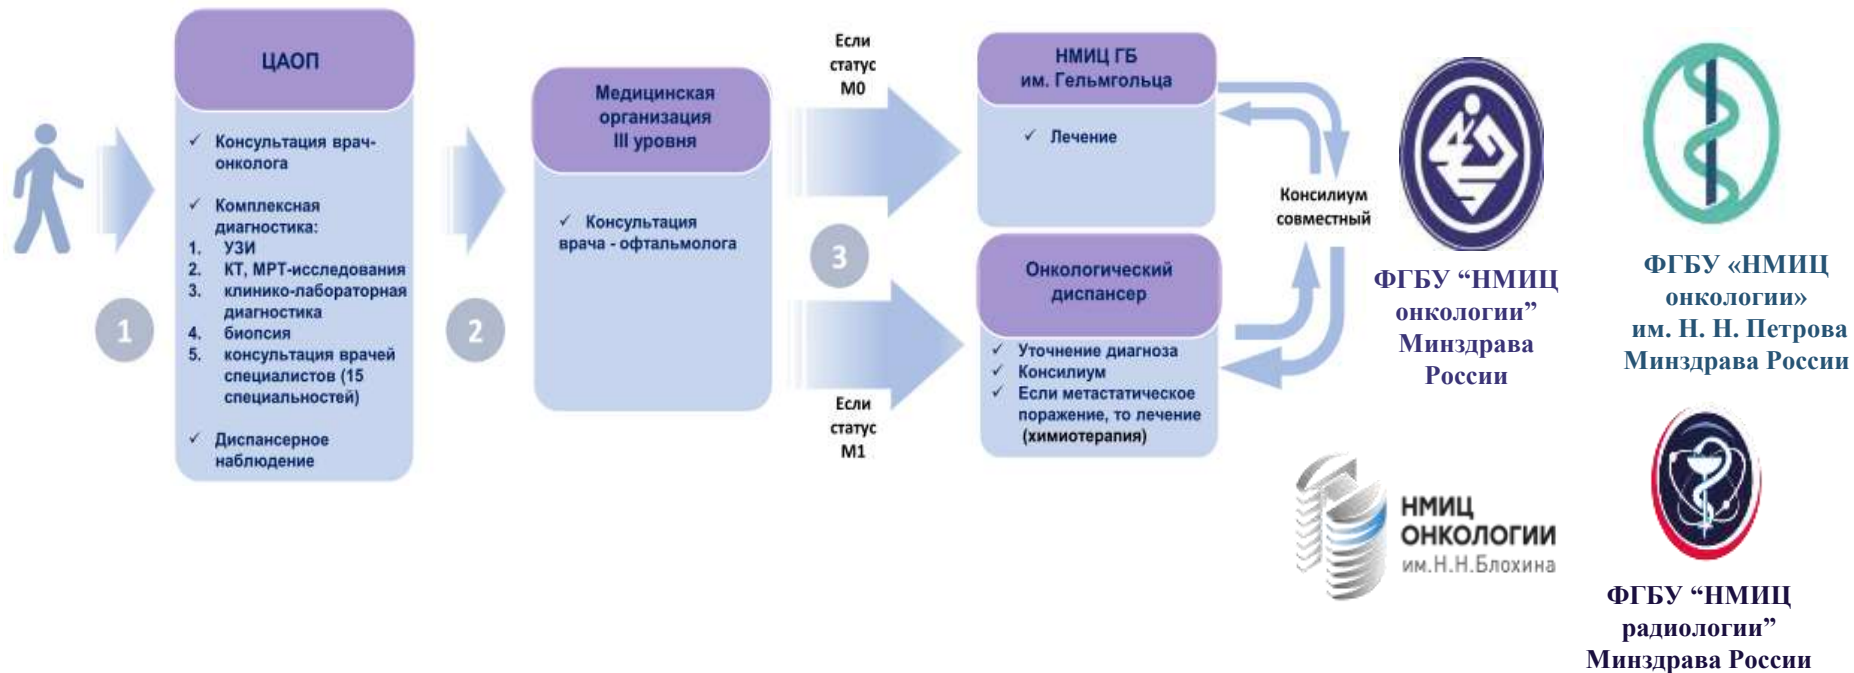 ЦАОП
✓ Консультация врач-
онколога
✓ Комплексная
диагностика:
1. УЗИ
2. КТ, МРТ-исследования
3. клинико-лабораторная
диагностика
4. биопсия
5. консультация врачей
специалистов (15
специальностей)
✓ Диспансерное
наблюдение
1
2
Медицинская
организация
III уровня
✓ Консультация
врача - офтальмолога
Если
статус
М0
3
Если
статус
М1
НМИЦ ГБ
им. Гельмгольца
✓ Лечение
Онкологический
диспансер
✓ Уточнение диагноза
✓ Консилиум
✓ Если метастатическое
поражение, то лечение
(химиотерапия)
Консилиум
совместный
ФГБУ “НМИЦ
онкологии”
Минздрава
России
ФГБУ «НМИЦ
онкологии»
им. Н. Н. Петрова
Минздрава России
НМИЦ
ОНКОЛОГИИ
им.Н.Н.Блохина
ФГБУ “НМИЦ
радиологии”
Минздрава России